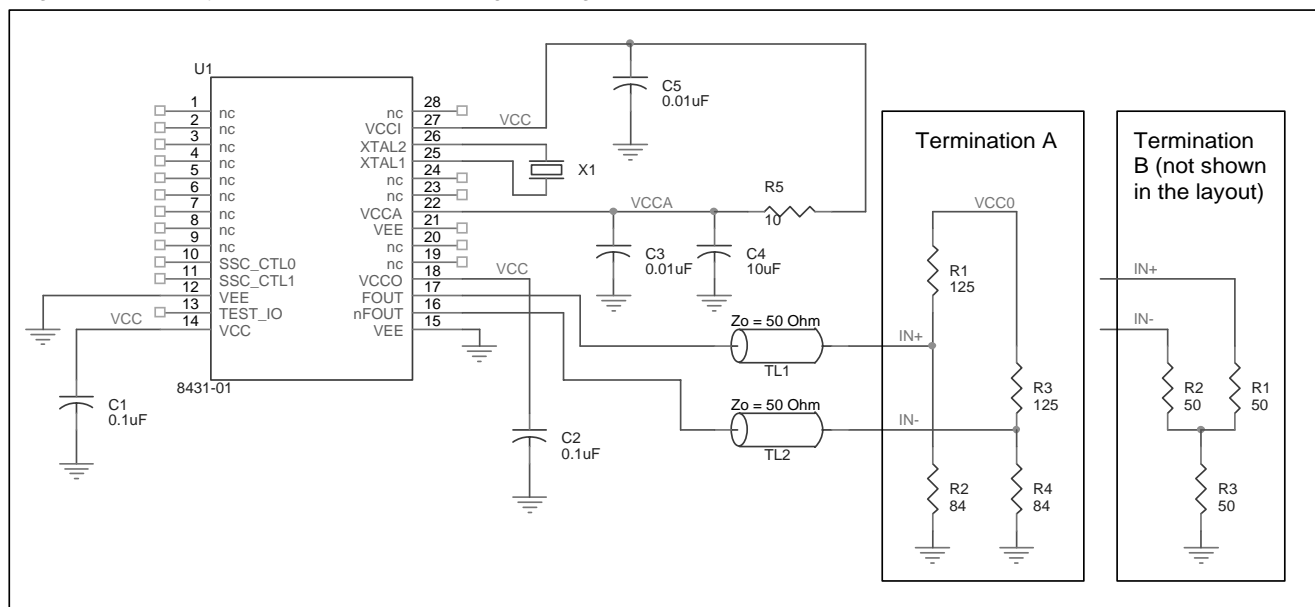 U1
1
nc
2
nc
3
nc
4
nc
5
nc
6
nc
7
nc
8
nc
9
nc
10
SSC_CTL0
11
SSC_CTL1
12
VEE
13
TEST_IO
14
VCC
VCC
28
nc
27
VCCI
26
XTAL2
25
XTAL1
24
nc
23
nc
22
VCCA
21
VEE
20
nc
19
nc
18
VCCO
17
FOUT
16
nFOUT
15
VEE
8431-01
C1
0.1uF
VCC
C5
0.01uF
X1
VCCA
R5
10
C3
0.01uF
C4
10uF
VCC
C2
0.1uF
Zo = 50 Ohm
TL1
Zo = 50 Ohm
TL2
Termination A
VCC0
R1
125
IN+
R3
125
IN-
R2
84
R4
84
Termination
B (not shown
in the layout)
IN+
IN-
R2
50
R1
50
R3
50